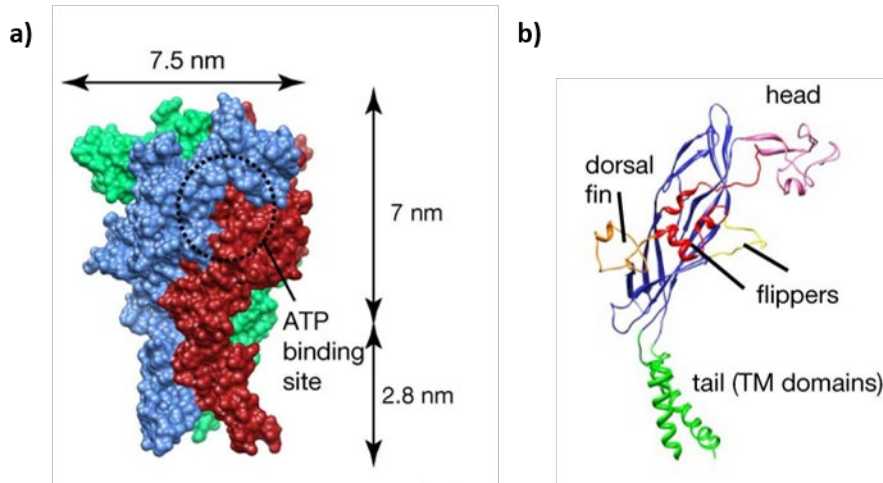 a)
7.5 nm
7 nm
ATP
binding
site
2.8 nm
b)
head
dorsal
fin
flippers
tail (TM domains)